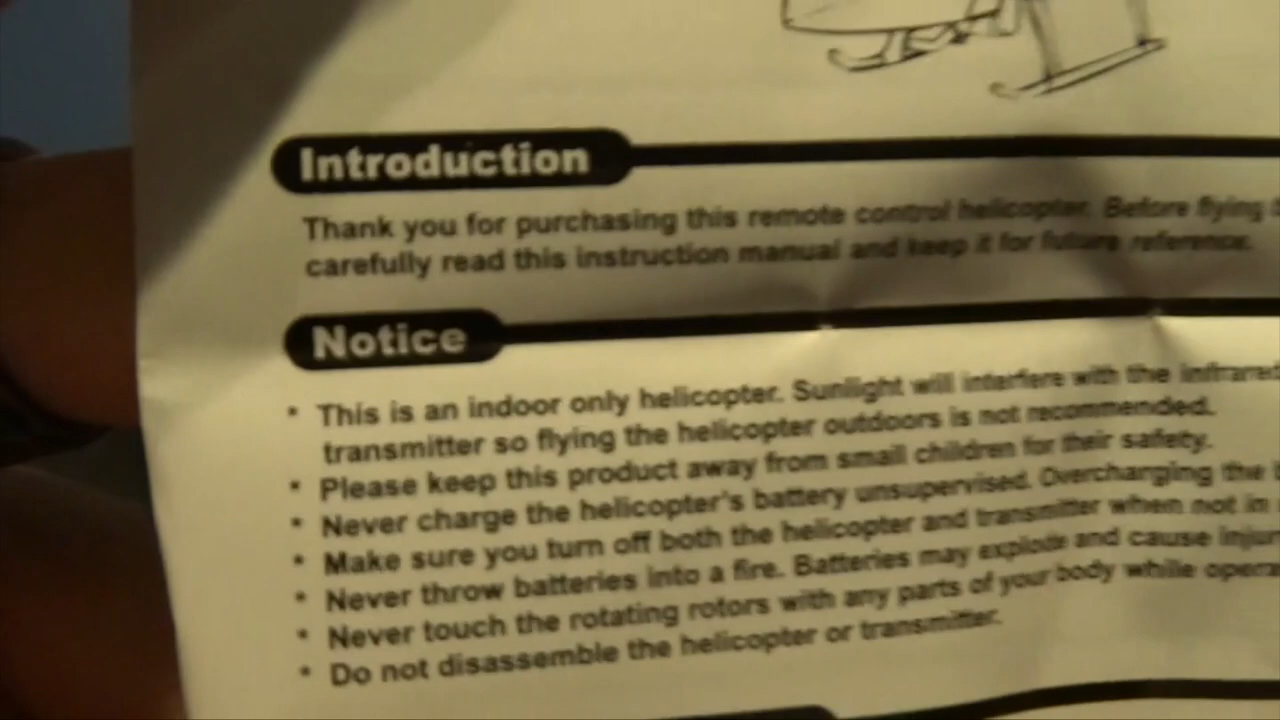 Introduction
Thank you for purchasing this remote control helicopter. Before flying
carefully read this instruction manual and keep it for future reference.
Notice
* This is an indoor only helicopter. Sunlight will interfere with the infrared
transmitter so flying the helicopter outdoors is not recommended.
* Please keep this product away from small children for their safety.
* Never charge the helicopter's battery unsupervised. Overcharging the
* Make sure you turn off both the helicopter and transmitter when not in
* Never throw batteries into a fire. Batteries may explode and cause injur
* Never touch the rotating rotors with any parts of your body while opera
* Do not disassemble the helicopter or transmitter.